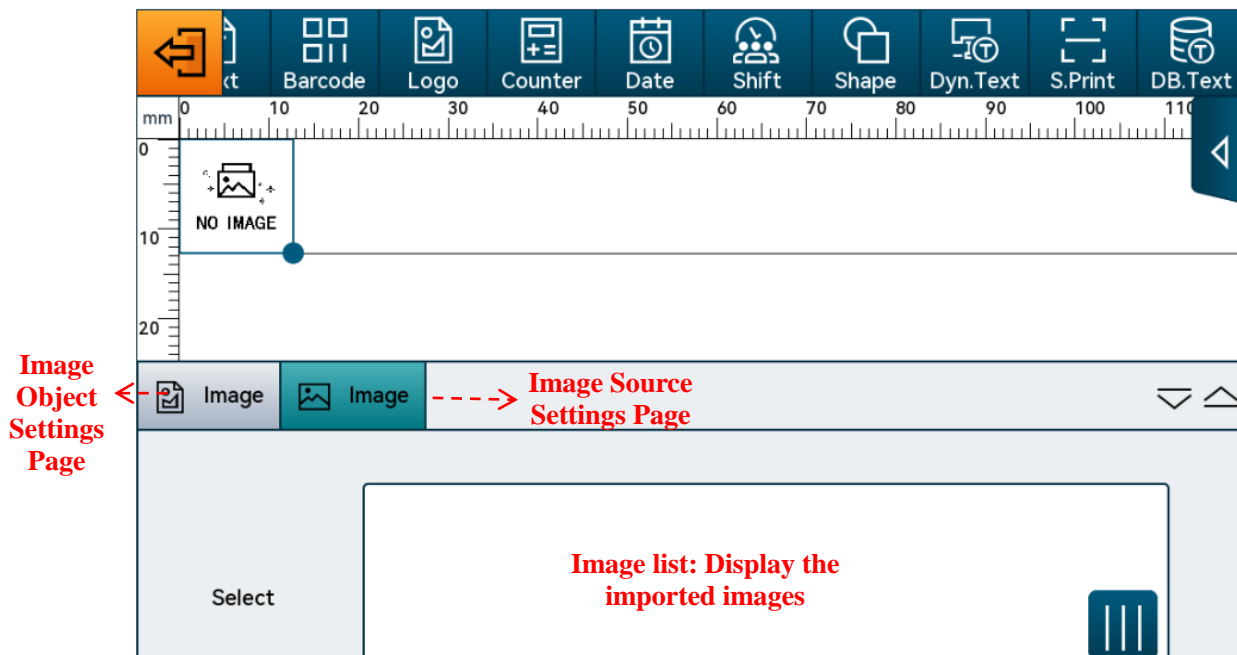 xt Barcode Logo Counter Date Shift Shape Dyn.Text S.Print DB.Text
mm 0 10 20 30 40 50 60 70 80 90 100 110
0
NO IMAGE
10
20
Image
Object
Settings
Page
Image
Image
Image Source
Settings Page
Image list: Display the
imported images
Select